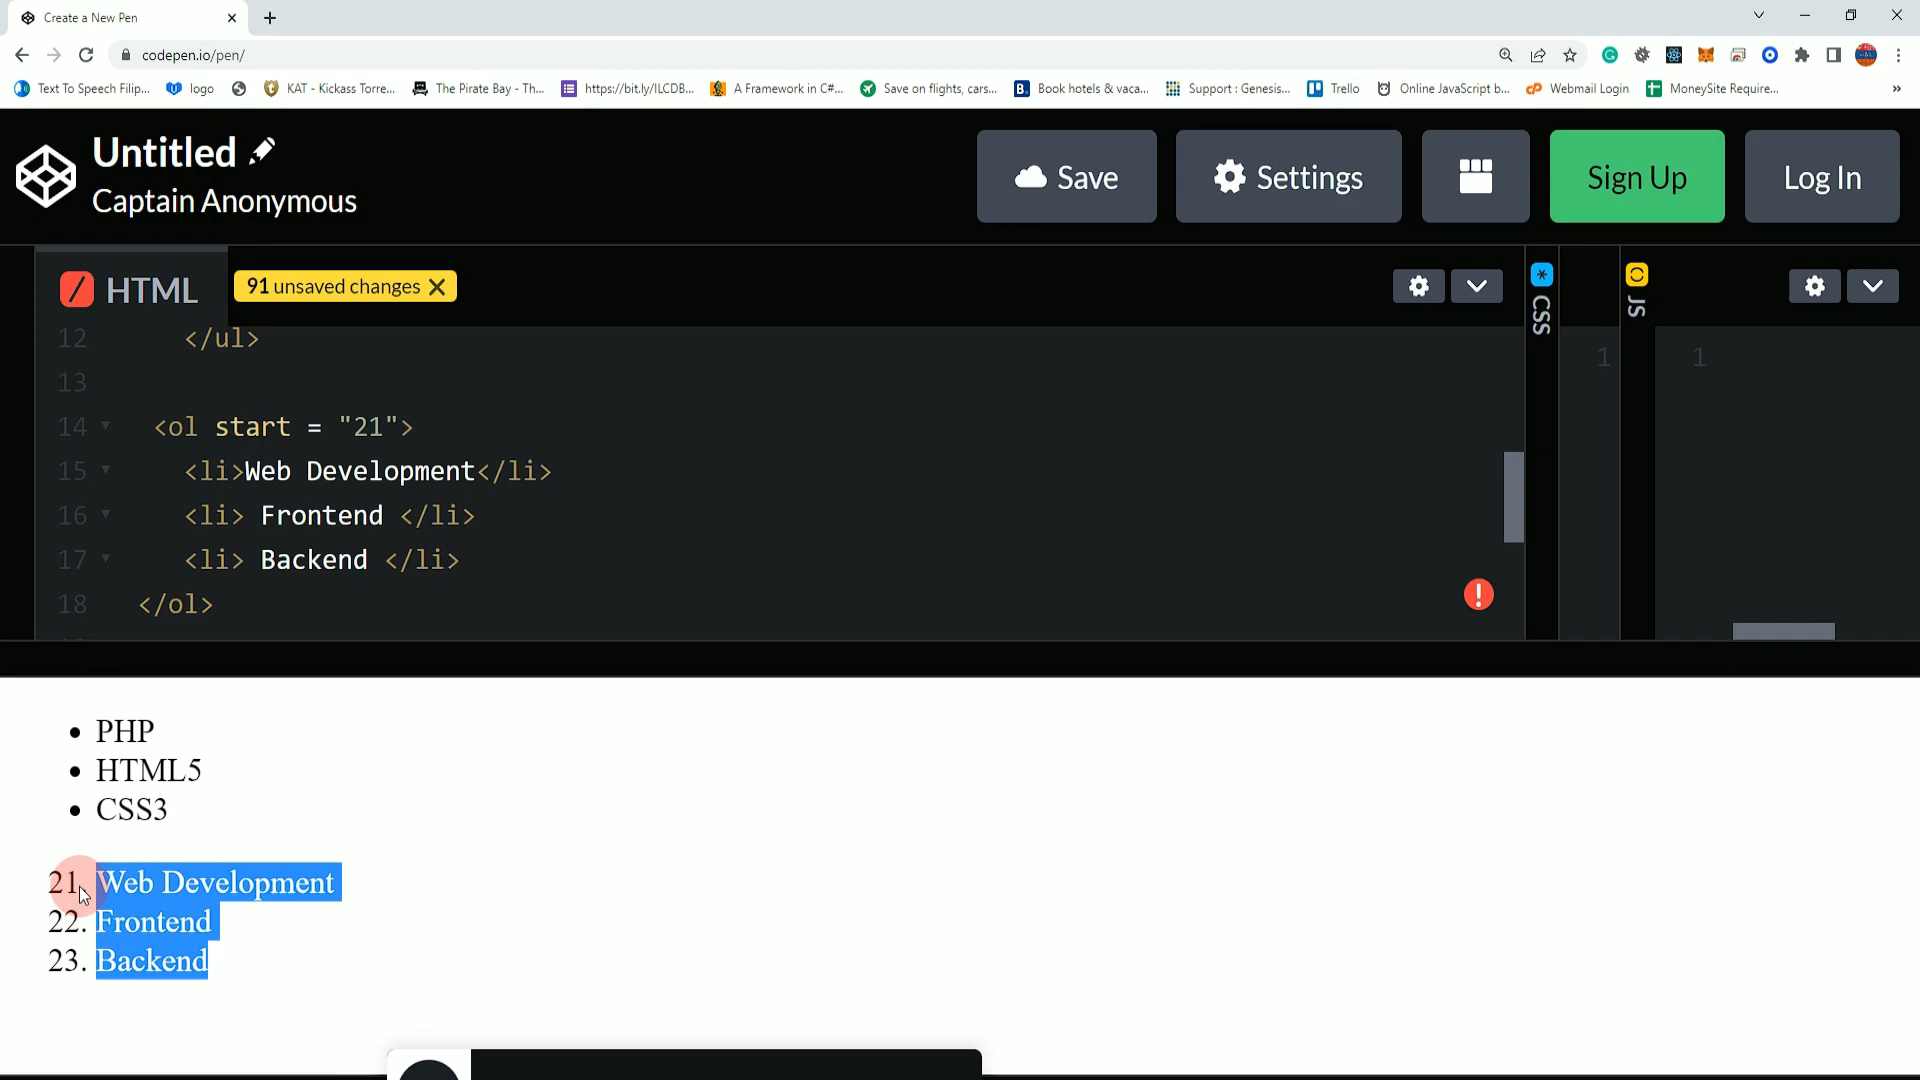 Create a New Pen
codepen.io/pen/
Text To Speech Filip... logo KAT - Kickass Torre... The Pirate Bay - Th... https://bit.ly/ILCDB... A Framework in C#... Save on flights, cars... B. Book hotels & vaca... Support : Genesis... Trello Online JavaScript b... Webmail Login MoneySite Require... »
Untitled
Captain Anonymous
Save Settings Sign Up Log In
/ HTML 91 unsaved changes
* CSS
JS
12 </ul>
13
14 <ol start = "21">
15 <li>Web Development</li>
16 <li> Frontend </li>
17 <li> Backend </li>
18 </ol>
1
1
• PHP
• HTML5
• CSS3
21. Web Development
22. Frontend
23. Backend